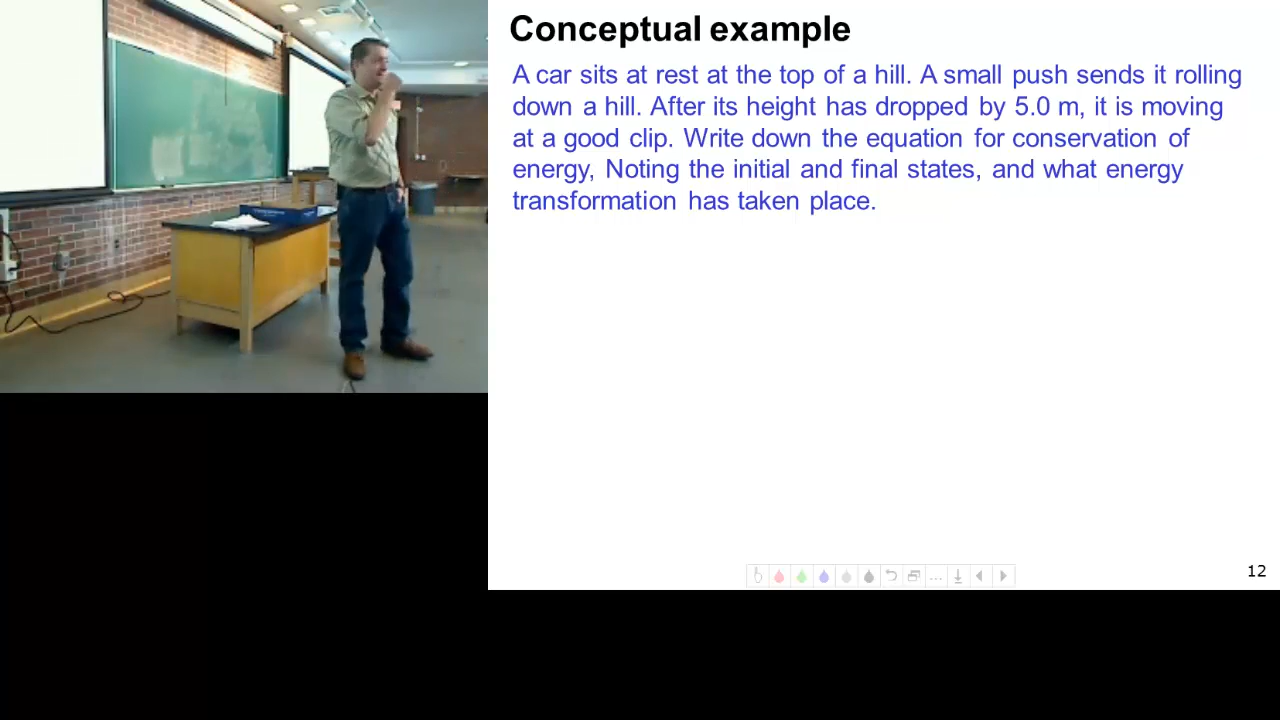 Conceptual example
A car sits at rest at the top of a hill. A small push sends it rolling
down a hill. After its height has dropped by 5.0 m, it is moving
at a good clip. Write down the equation for conservation of
energy, Noting the initial and final states, and what energy
transformation has taken place.
12